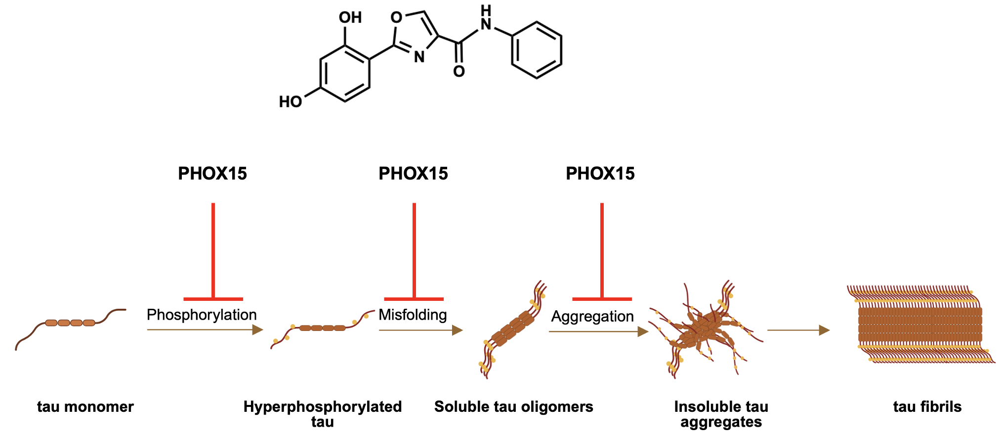 OH
O
H
N
N
O
HO
PHOX15
PHOX15
PHOX15
Phosphorylation
Misfolding
Aggregation
tau monomer
Hyperphosphorylated
tau
Soluble tau oligomers
Insoluble tau
aggregates
tau fibrils